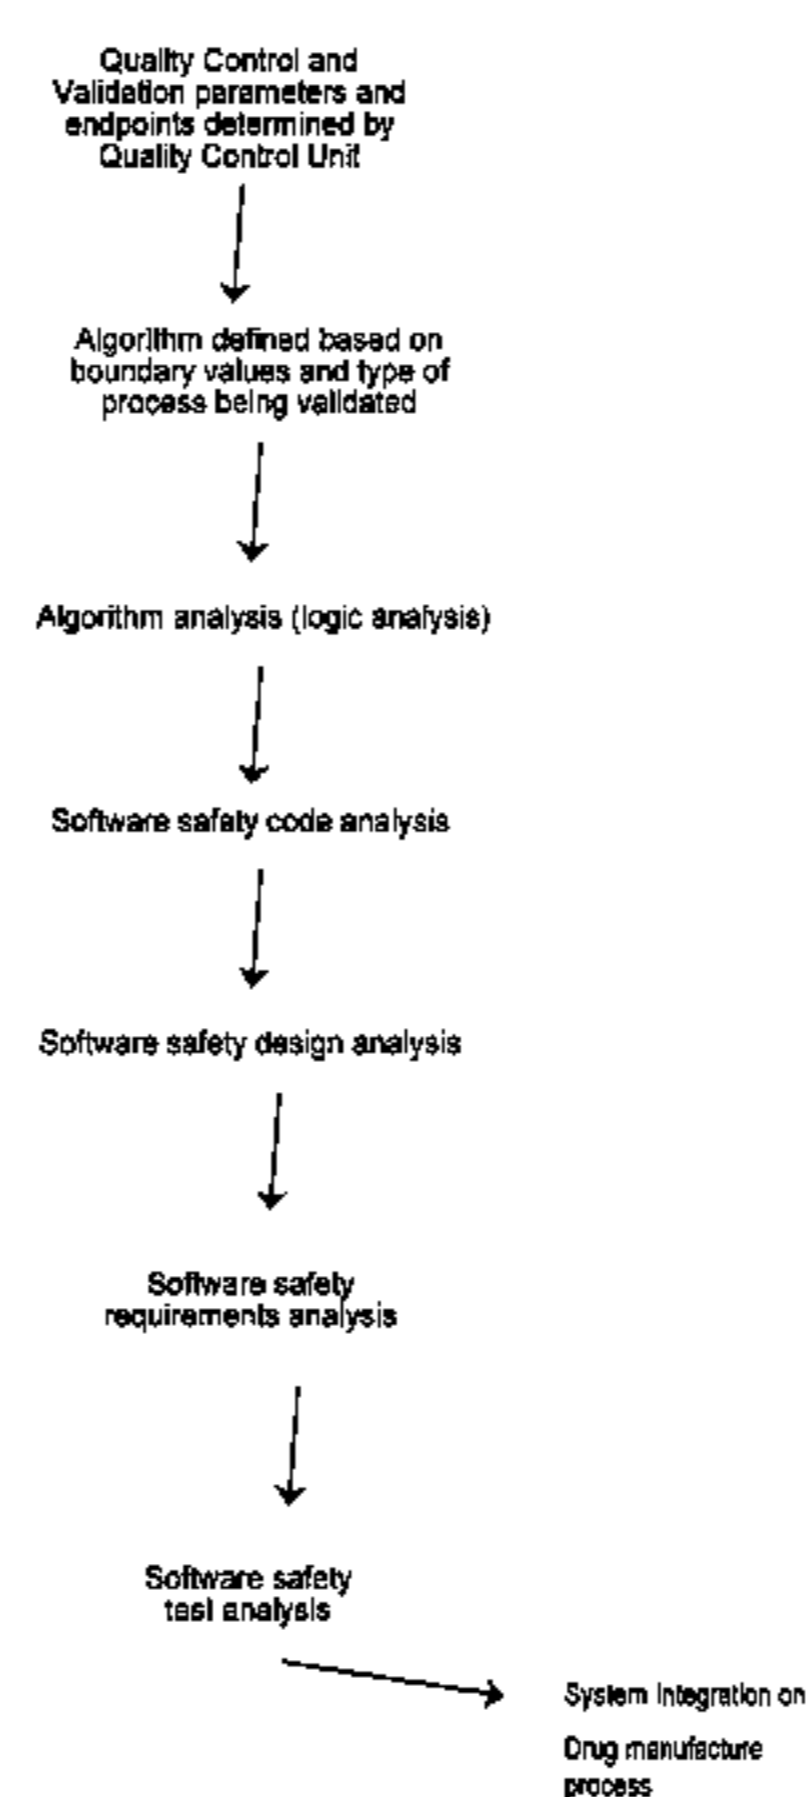 Quality Control and
Validation parameters and
endpoints determined by
Quality Control Unit
Algorithm defined based on
boundary values and type of
process being validated
Algorithm analysis (logic analysis)
Software safety code analysis
Software safety design analysis
Software safety
requirements analysis
Software safety
test analysis
System integration on
Drug manufacture
process